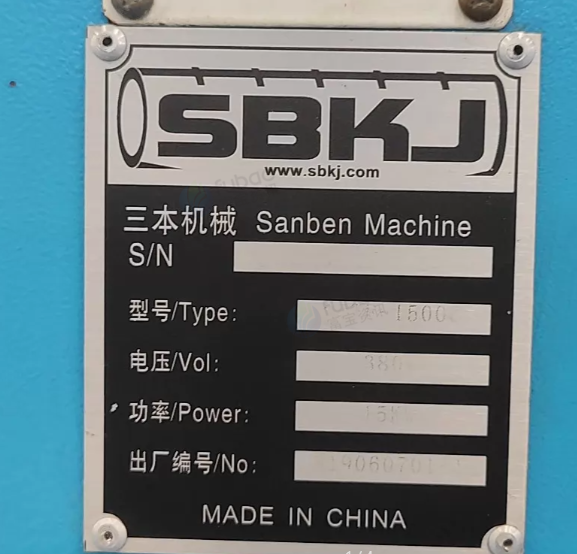 SBKJ
www.sbkj.com
三本机械 Sanben Machine
S/N
型号/Type: 1500
电压/Vol:
功率/Power:
出厂编号/No:
MADE IN CHINA